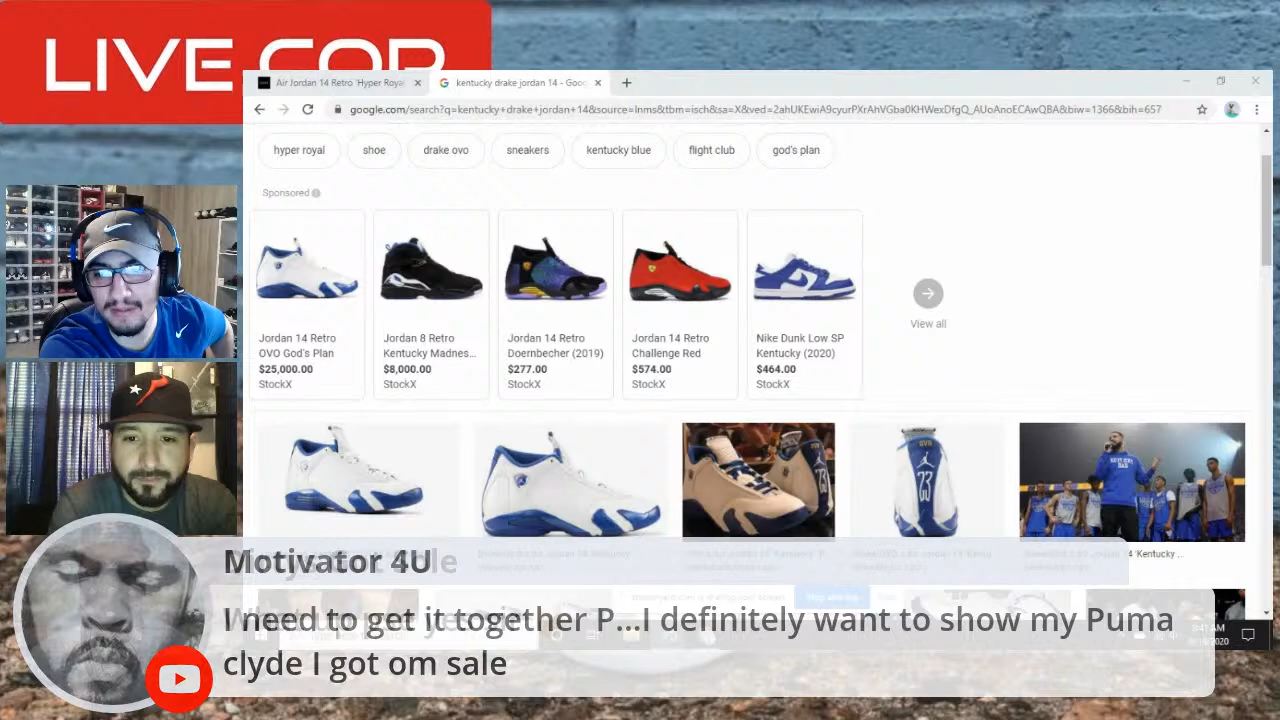 LIVE COP
Air Jordan 14 Retro 'Hyper Royal
kentucky drake jordan 14 - Goog
google.com/search?q=kentucky+drake+jordan+14&source=lnms&tbm=isch&sa=X&ved=2ahUKEwiA9cyurPXrAhVGba0KHWexDfgQ_AUoAnoECAwQBA&biw=1366&bih=657
hyper royal
shoe
drake ovo
sneakers
kentucky blue
flight club
god's plan
Sponsored
Jordan 14 Retro
OVO God's Plan
$25,000.00
StockX
Jordan 8 Retro
Kentucky Madnes...
$8,000.00
StockX
Jordan 14 Retro
Doernbecher (2019)
$277.00
StockX
Jordan 14 Retro
Challenge Red
$574.00
StockX
Nike Dunk Low SP
Kentucky (2020)
$464.00
StockX
View all
OVO
23
Motivator 4U
I need to get it together P...I definitely want to show my Puma
clyde I got om sale